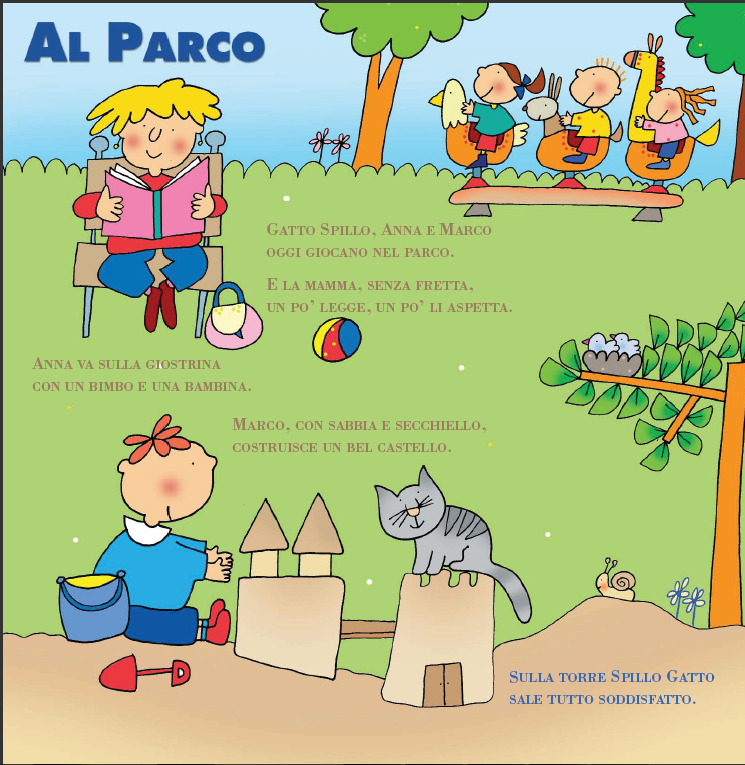 AL PARCO
GATTO SPILLO, ANNA E MARCO
OGGI GIOCANO NEL PARCO.
E LA MAMMA, SENZA FRETTA,
UN PO' LEGGE, UN PO' LI ASPETTA.
ANNA VA SULLA GIOSTRINA
CON UN BIMBO E UNA BAMBINA.
MARCO, CON SABBIA E SECCHIELLO,
COSTRUISCE UN BEL CASTELLO.
SULLA TORRE SPILLO GATTO
SALE TUTTO SODDISFATTO.